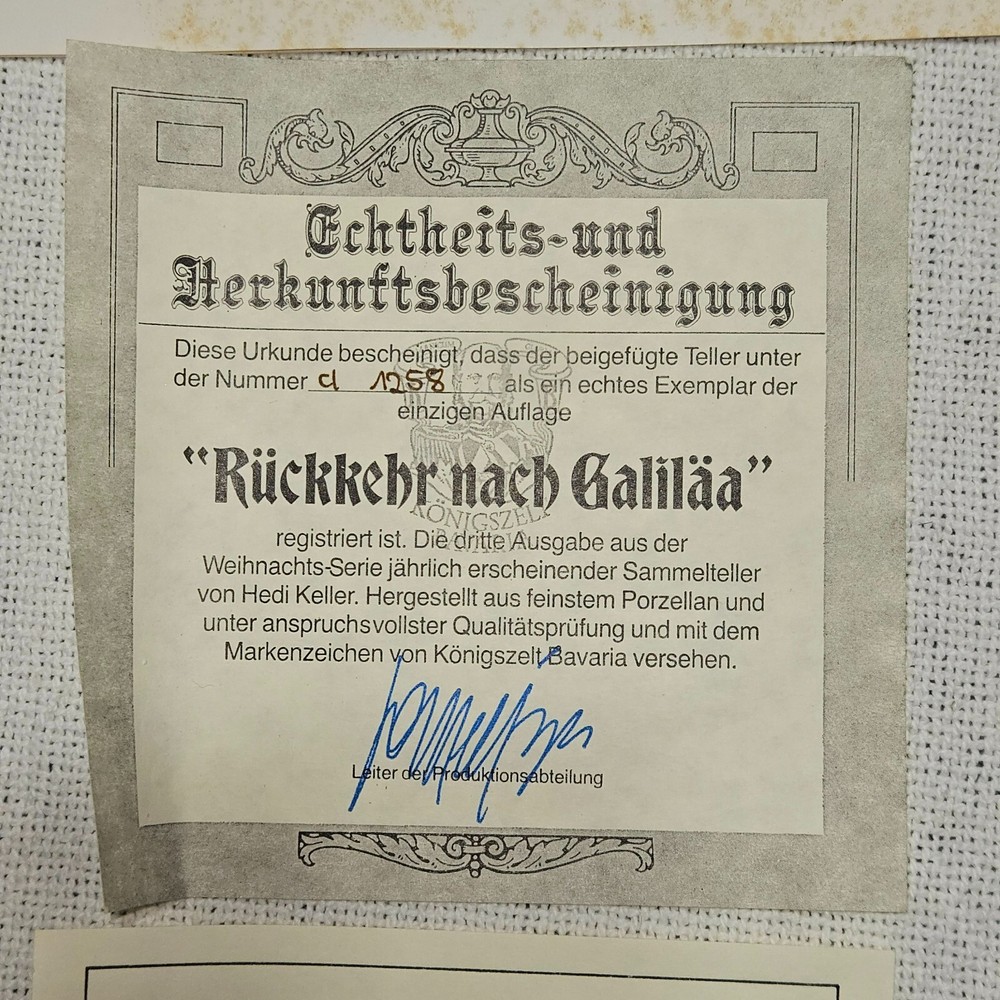 Echtheits-und
Herkunftsbescheinigung
Diese Urkunde bescheinigt, dass der beigefügte Teller unter
der Nummer cl 1258 als ein echtes Exemplar der
einzigen Auflage
"Rückkehr nach Galiläa"
registriert ist. Die dritte Ausgabe aus der
Weihnachts-Serie jährlich erscheinender Sammelteller
von Hedi Keller. Hergestellt aus feinstem Porzellan und
unter anspruchsvollster Qualitätsprüfung und mit dem
Markenzeichen von Königszelt Bavaria versehen.
Leiter der Produktionsabteilung
KÖNIGSZELT
BAVARIA